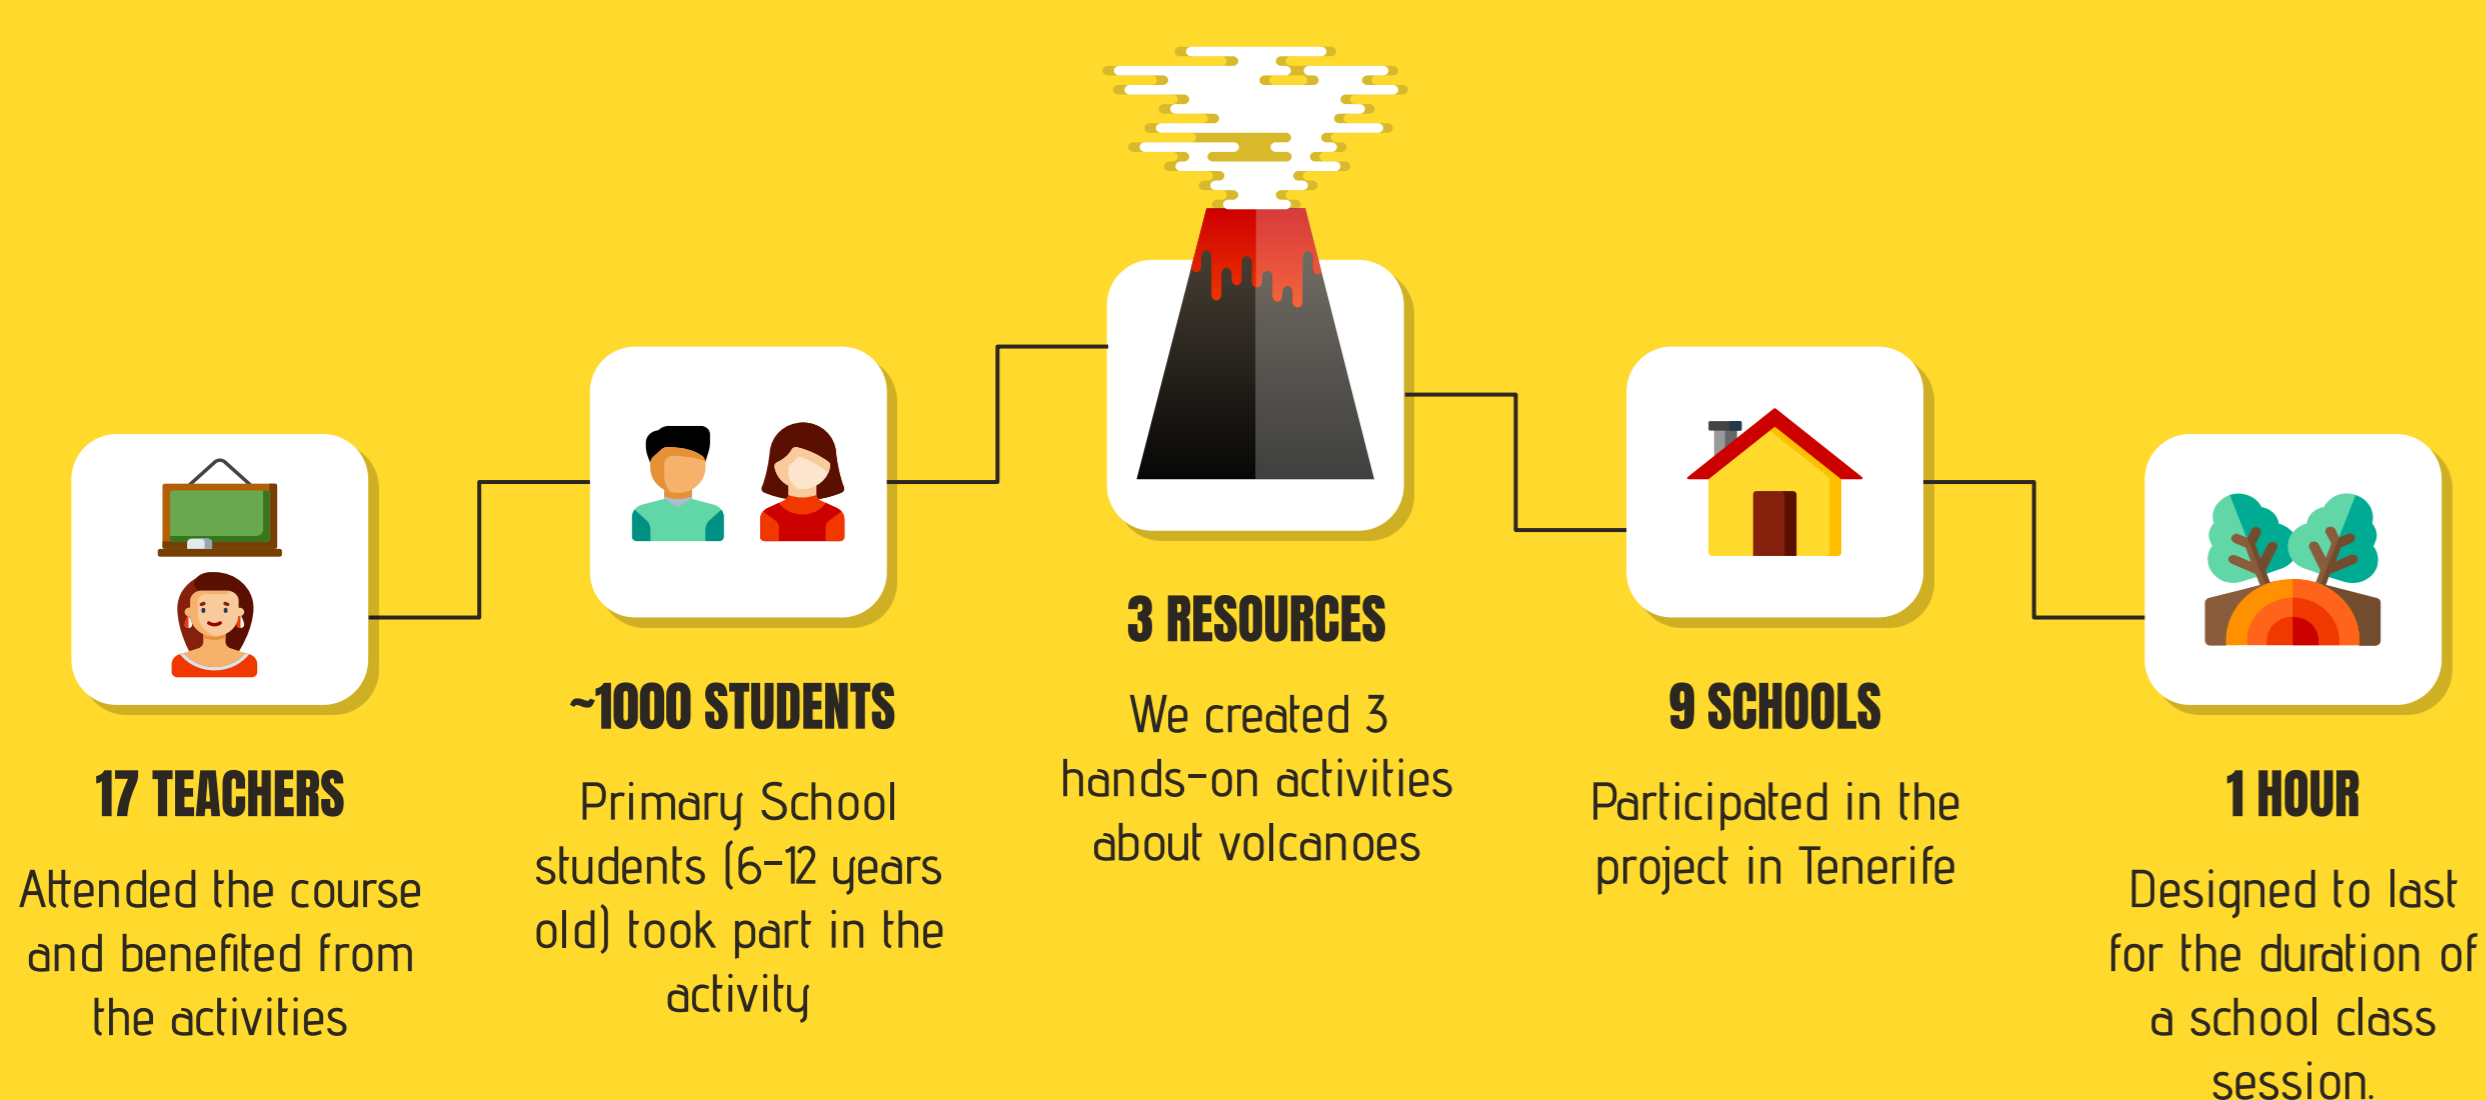 17 TEACHERS
Attended the course
and benefited from
the activities
~1000 STUDENTS
Primary School
students (6-12 years
old) took part in the
activity
3 RESOURCES
We created 3
hands-on activities
about volcanoes
9 SCHOOLS
Participated in the
project in Tenerife
1 HOUR
Designed to last
for the duration of
a school class
session.